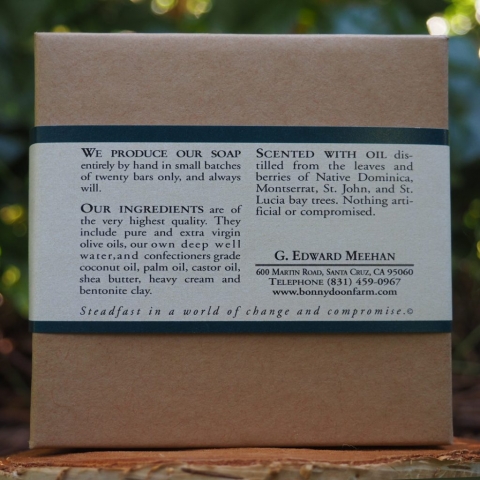 WE PRODUCE OUR SOAP
entirely by hand in small batches
of twenty bars only, and always
will.
OUR INGREDIENTS are of
the very highest quality. They
include pure and extra virgin
olive oils, our own deep well
water,and confectioners grade
coconut oil, palm oil, castor oil,
shea butter, heavy cream and
bentonite clay.
SCENTED WITH OIL dis-
tilled from the leaves and
berries of Native Dominica,
Montserrat, St. John, and St.
Lucia bay trees. Nothing arti-
ficial or compromised.
G. EDWARD MEEHAN
600 MARTIN ROAD, SANTA CRUZ, CA 95060
TELEPHONE (831) 459-0967
www.bonnydoonfarm.com
Steadfast in a world of change and compromise.©